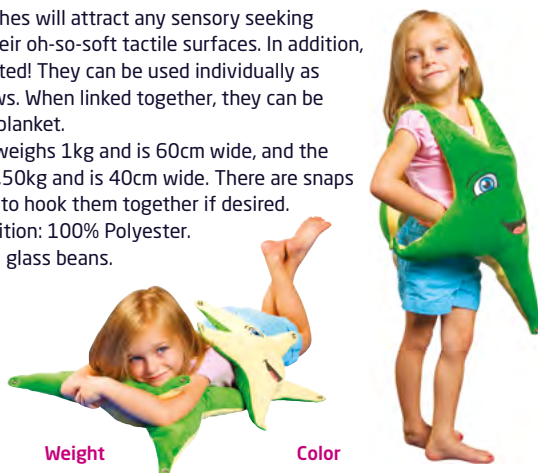 hes will attract any sensory seeking
eir oh-so-soft tactile surfaces. In addition,
ted! They can be used individually as
ws. When linked together, they can be
blanket.
weighs 1kg and is 60cm wide, and the
.50kg and is 40cm wide. There are snaps
to hook them together if desired.
ition: 100% Polyester.
glass beans.
Weight Color